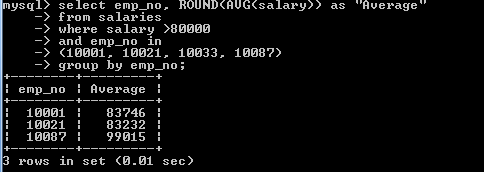 mysql> select emp_no, ROUND(AVG(salary)) as "Average"
    -> from salaries
    -> where salary >80000
    -> and emp_no in
    -> (10001, 10021, 10033, 10087)
    -> group by emp_no;
+--------+---------+
| emp_no | Average |
+--------+---------+
|  10001 |   83746 |
|  10021 |   83232 |
|  10087 |   99015 |
+--------+---------+
3 rows in set (0.01 sec)